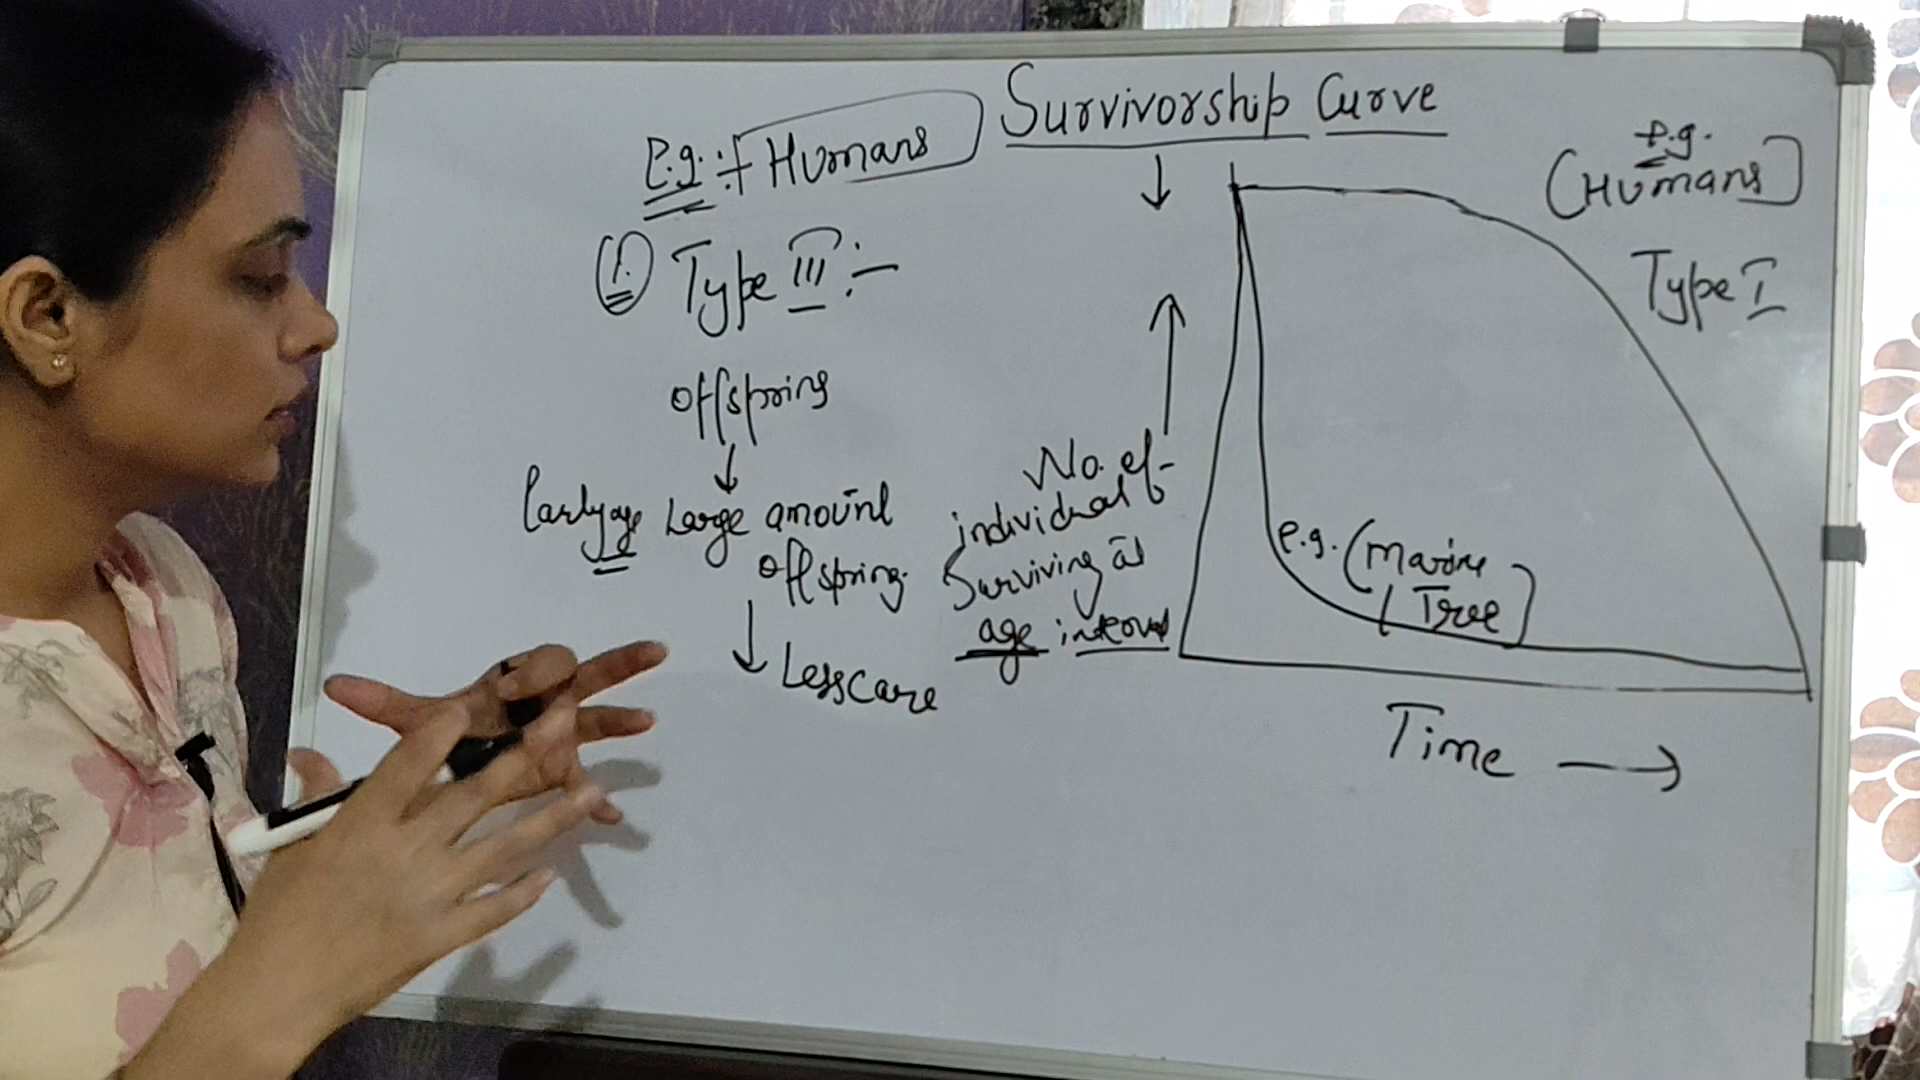 Survivorship Curve
e.g. :- Humans
1. Type III :-
offspring
Early age Large amount
offspring.
Less care
No. of
individual
Surviving at
age interval
e.g.
(Humans)
Type I
e.g. (Marine
Tree)
Time